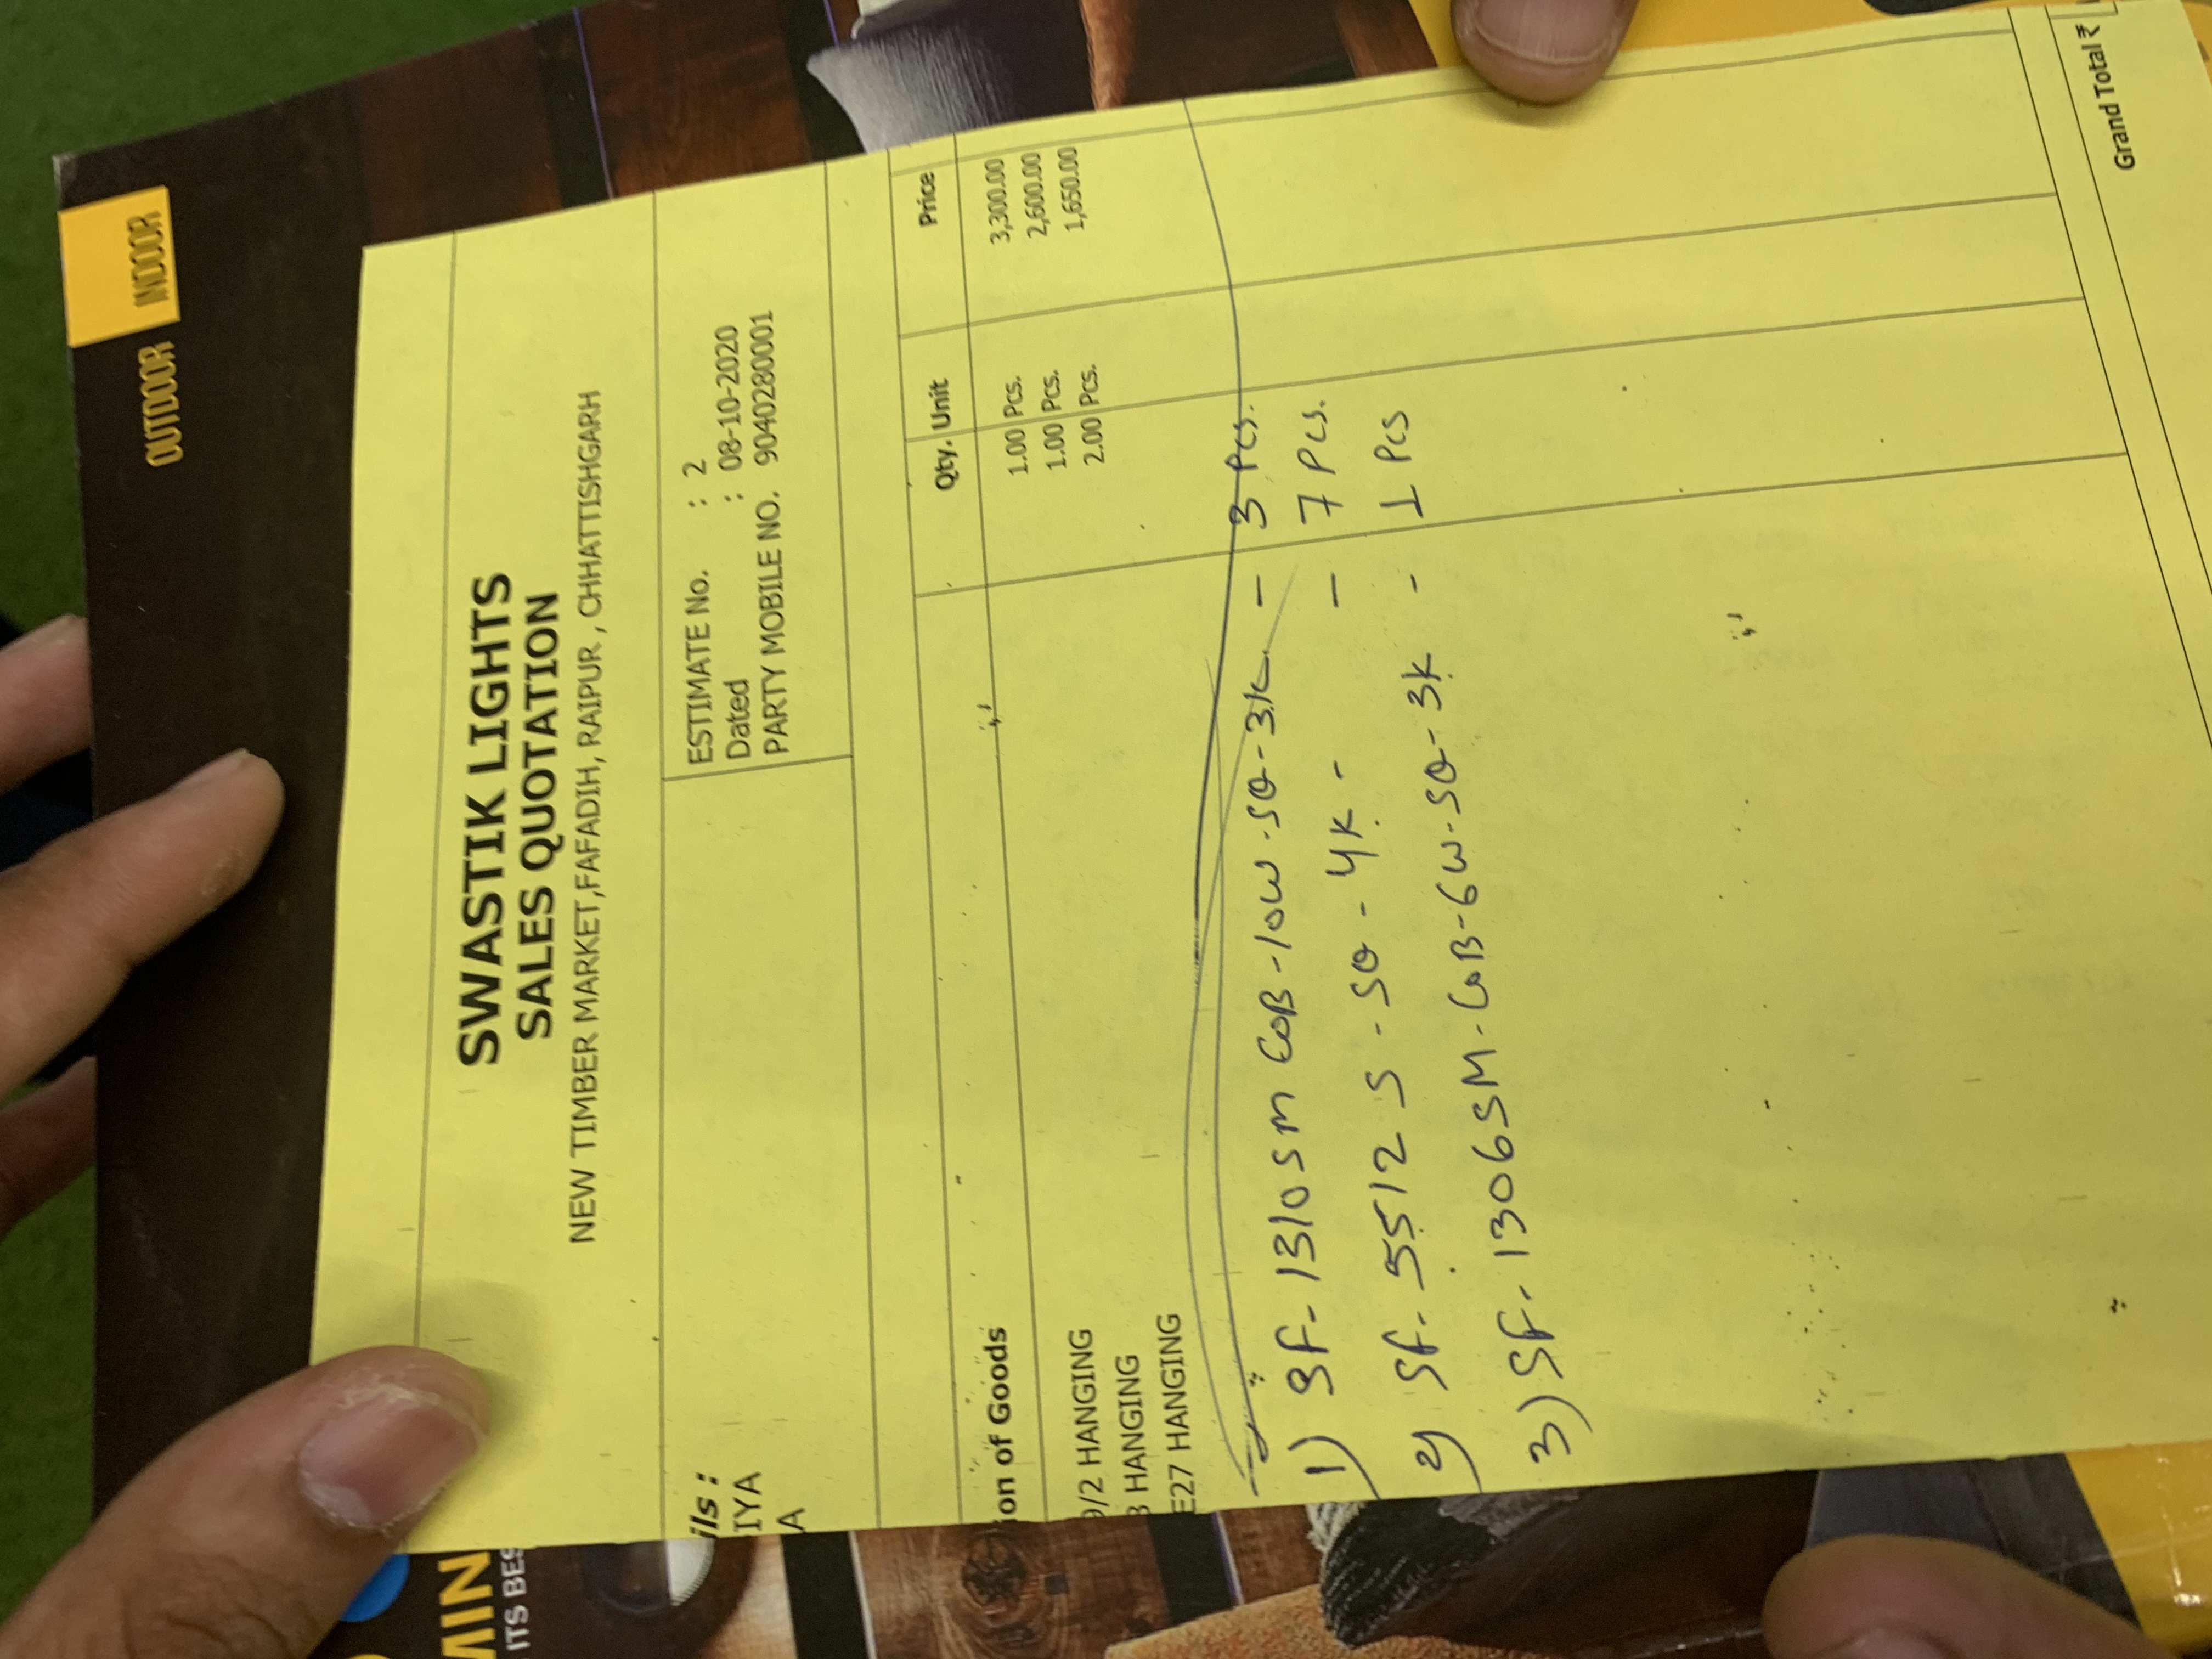 OUTDOOR INDOOR
SWASTIK LIGHTS
SALES QUOTATION
NEW TIMBER MARKET,FAFADIH, RAIPUR , CHHATTISHGARH
ils :
IYA
A
ESTIMATE No. : 2
Dated : 08-10-2020
PARTY MOBILE NO. 9040280001
on of Goods Qty. Unit Price
9/2 HANGING 1.00 Pcs. 3,300.00
B HANGING 1.00 Pcs. 2,600.00
E27 HANGING 2.00 Pcs. 1,650.00
1) SF-1310SM COB-10W-SQ-3K - 3 Pcs.
2) SF-5512 S-SQ-4K - - 7 Pcs.
3) SF-1306SM-COB-6W-SQ-3K - 1 Pcs
Grand Total ₹
MIN
ITS BES